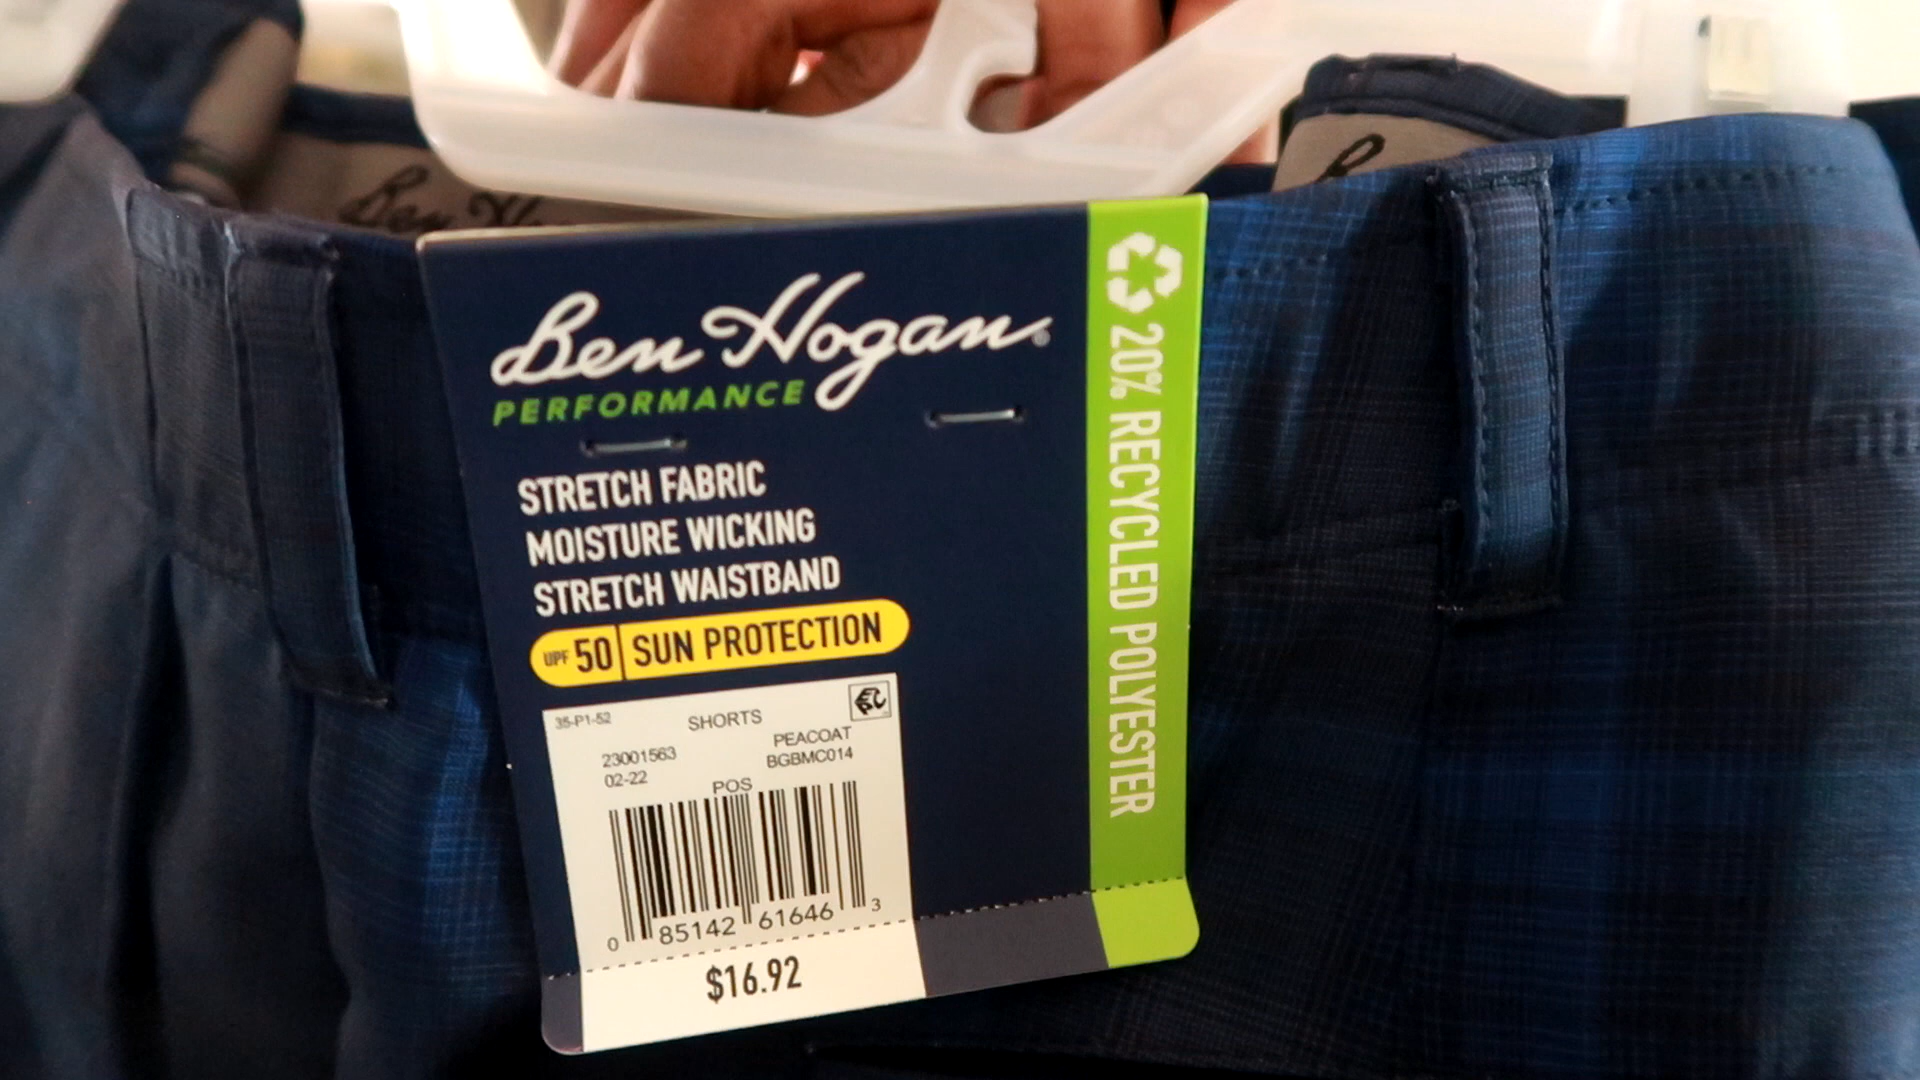 Ben Hogan®
PERFORMANCE
STRETCH FABRIC
MOISTURE WICKING
STRETCH WAISTBAND
UPF 50 SUN PROTECTION
20% RECYCLED POLYESTER
35-P1-52
SHORTS
23001563
PEACOAT
02-22
BGBMC014
POS
0 85142 61646 3
$16.92
Ben